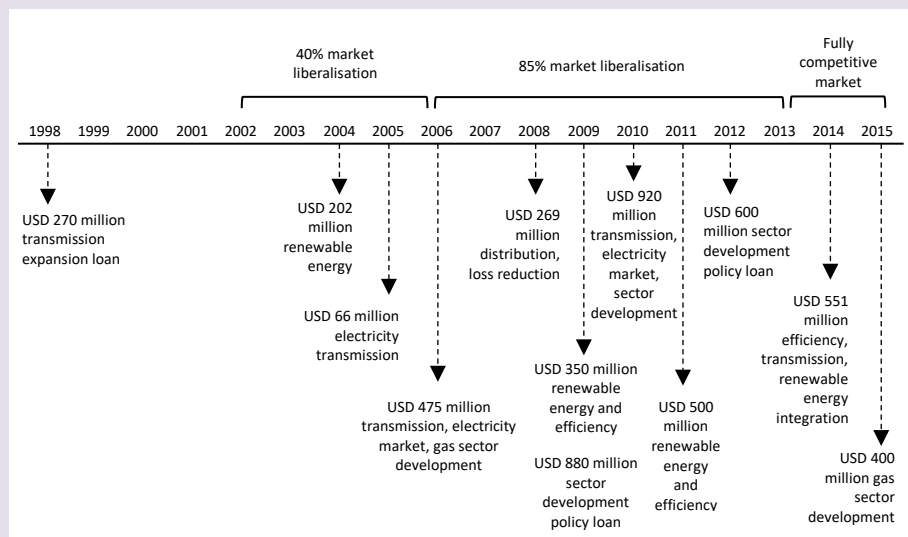 40% market
liberalisation
85% market liberalisation
Fully
competitive
market
1998 1999 2000 2001 2002 2003 2004 2005 2006 2007 2008 2009 2010 2011 2012 2013 2014 2015
USD 270 million
transmission
expansion loan
USD 202
million
renewable
energy
USD 66 million
electricity
transmission
USD 475 million
transmission, electricity
market, gas sector
development
USD 269
million
distribution,
loss reduction
USD 350 million
renewable
energy and
efficiency
USD 880 million
sector
development
policy loan
USD 920
million
transmission,
electricity
market,
sector
development
USD 500
million
renewable
energy
and
efficiency
USD 600
million sector
development
policy loan
USD 551
million
efficiency,
transmission,
renewable
energy
integration
USD 400
million gas
sector
development